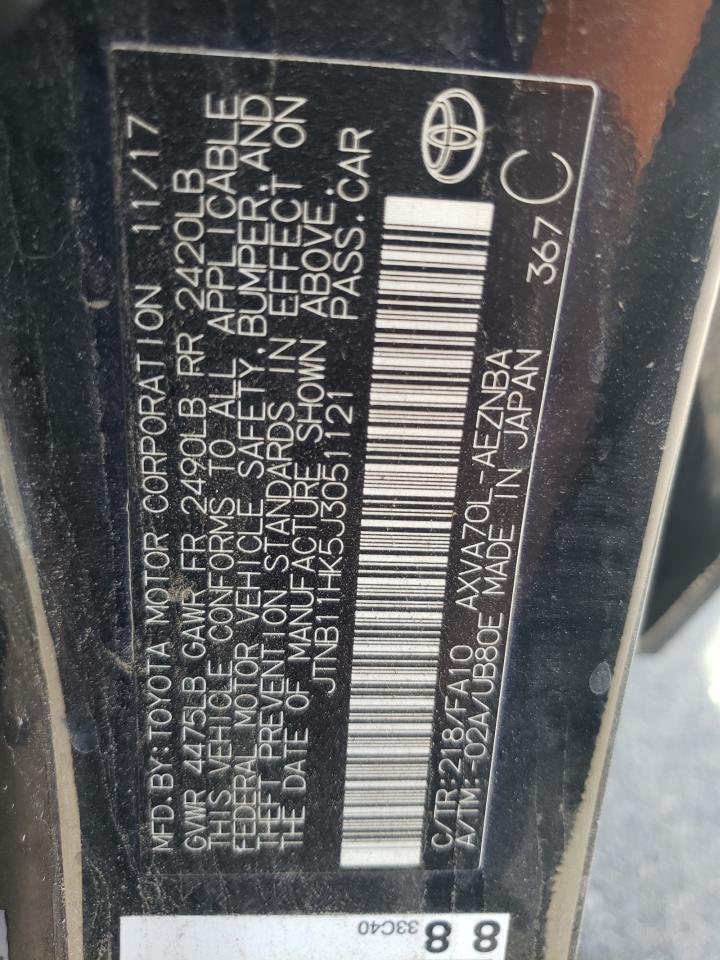 MFD.BY:TOYOTA MOTOR CORPORATION 11/17
GVWR 4475LB GAWR FR 2490LB RR 2420LB
THIS VEHICLE CONFORMS TO ALL APPLICABLE
FEDERAL MOTOR VEHICLE SAFETY, BUMPER, AND
THEFT PREVENTION STANDARDS IN EFFECT ON
THE DATE OF MANUFACTURE SHOWN ABOVE.
JTNB11HK5J3051121 PASS.CAR
C/TR:218/FA10 AXVA70L-AEZNBA
A/TM:-02A/UB80E MADE IN JAPAN
367
C
33C40
8
8